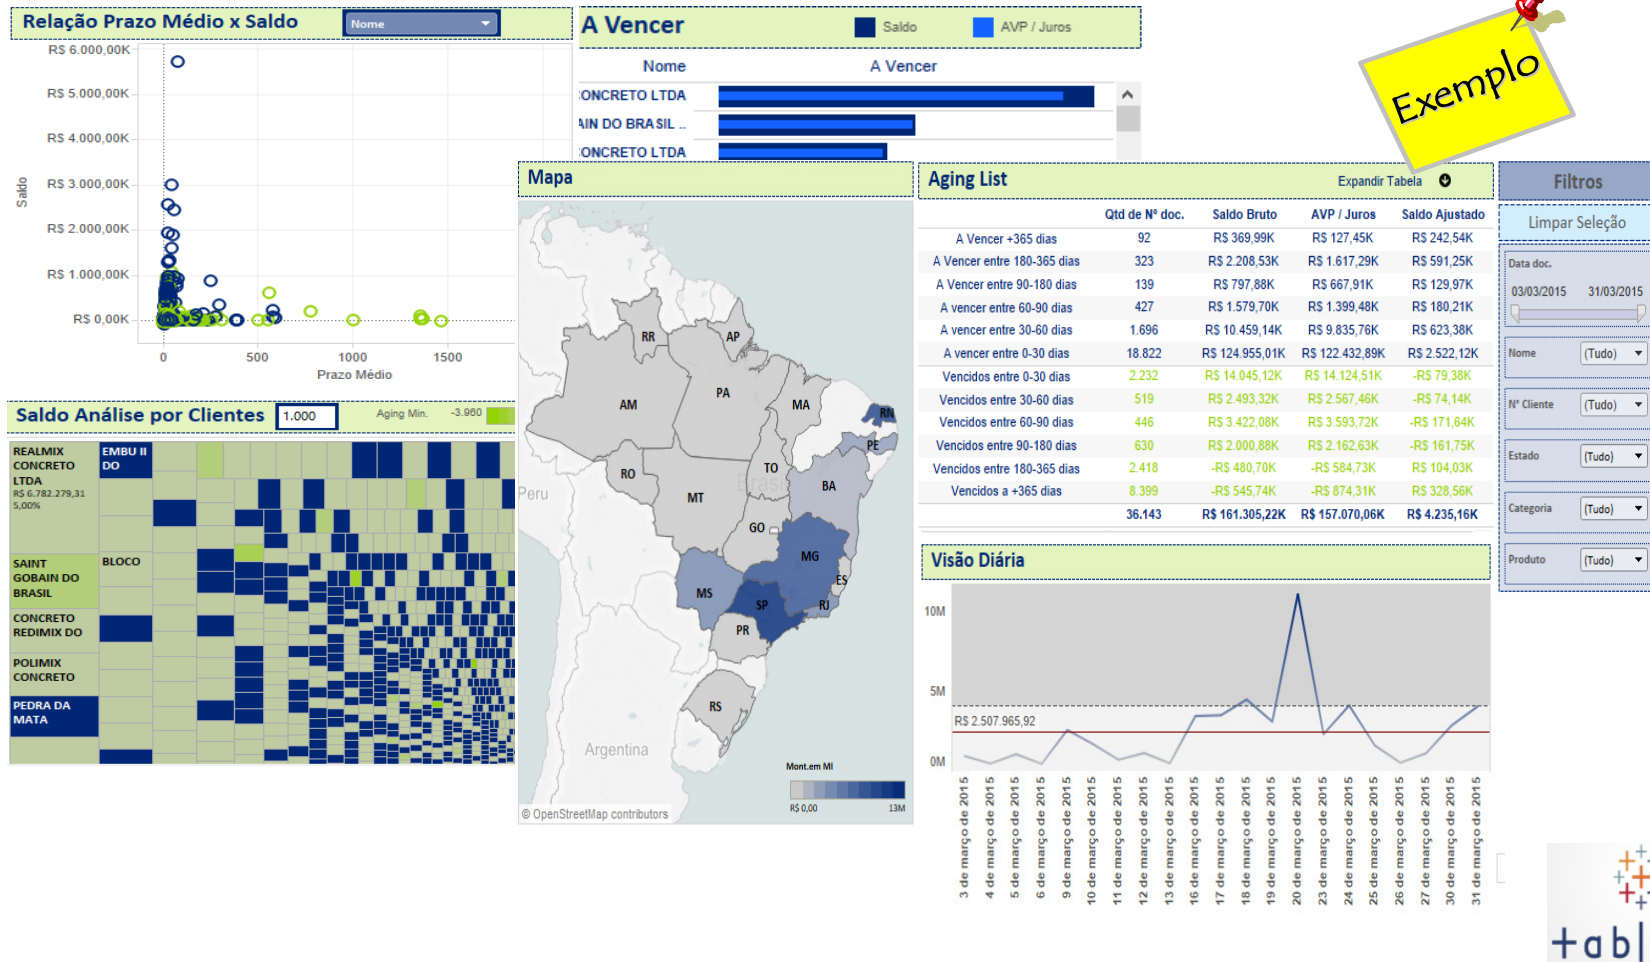 Relação Prazo Médio x Saldo
Nome
R$ 6.000,00K
R$ 5.000,00K
R$ 4.000,00K
R$ 3.000,00K
R$ 2.000,00K
R$ 1.000,00K
R$ 0,00K
Saldo
0 500 1000 1500
Prazo Médio
A Vencer
Saldo
AVP / Juros
Nome A Vencer
CONCRETO LTDA
AIN DO BRASIL ..
CONCRETO LTDA
Exemplo
Saldo Análise por Clientes 1.000 Aging Min. -3.960
REALMIX
CONCRETO
LTDA
R$ 6.782.279,31
5,00%
EMBU II
DO
SAINT
GOBAIN DO
BRASIL
BLOCO
CONCRETO
REDIMIX DO
POLIMIX
CONCRETO
PEDRA DA
MATA
Mapa
RR
AP
AM
PA
MA
RN
PE
RO
TO
Brasil
BA
Peru
MT
GO
MG
ES
MS
SP
RJ
PR
RS
Argentina
Mont.em MI
R$ 0,00 13M
© OpenStreetMap contributors
Aging List
Expandir Tabela
Qtd de Nº doc. Saldo Bruto AVP / Juros Saldo Ajustado
A Vencer +365 dias 92 R$ 369,99K R$ 127,45K R$ 242,54K
A Vencer entre 180-365 dias 323 R$ 2.208,53K R$ 1.617,29K R$ 591,25K
A Vencer entre 90-180 dias 139 R$ 797,88K R$ 667,91K R$ 129,97K
A vencer entre 60-90 dias 427 R$ 1.579,70K R$ 1.399,48K R$ 180,21K
A vencer entre 30-60 dias 1.696 R$ 10.459,14K R$ 9.835,76K R$ 623,38K
A vencer entre 0-30 dias 18.822 R$ 124.955,01K R$ 122.432,89K R$ 2.522,12K
Vencidos entre 0-30 dias 2.232 R$ 14.045,12K R$ 14.124,51K -R$ 79,38K
Vencidos entre 30-60 dias 519 R$ 2.493,32K R$ 2.567,46K -R$ 74,14K
Vencidos entre 60-90 dias 446 R$ 3.422,08K R$ 3.593,72K -R$ 171,64K
Vencidos entre 90-180 dias 630 R$ 2.000,88K R$ 2.162,63K -R$ 161,75K
Vencidos entre 180-365 dias 2.418 -R$ 480,70K -R$ 584,73K R$ 104,03K
Vencidos a +365 dias 8.399 -R$ 545,74K -R$ 874,31K R$ 328,56K
36.143 R$ 161.305,22K R$ 157.070,06K R$ 4.235,16K
Visão Diária
10M
5M
R$ 2.507.965,92
0M
3 de março de 2015
4 de março de 2015
5 de março de 2015
6 de março de 2015
9 de março de 2015
10 de março de 2015
11 de março de 2015
12 de março de 2015
13 de março de 2015
16 de março de 2015
17 de março de 2015
18 de março de 2015
19 de março de 2015
20 de março de 2015
23 de março de 2015
24 de março de 2015
25 de março de 2015
26 de março de 2015
27 de março de 2015
30 de março de 2015
31 de março de 2015
Filtros
Limpar Seleção
Data doc.
03/03/2015 31/03/2015
Nome (Tudo)
Nº Cliente (Tudo)
Estado (Tudo)
Categoria (Tudo)
Produto (Tudo)
+abl